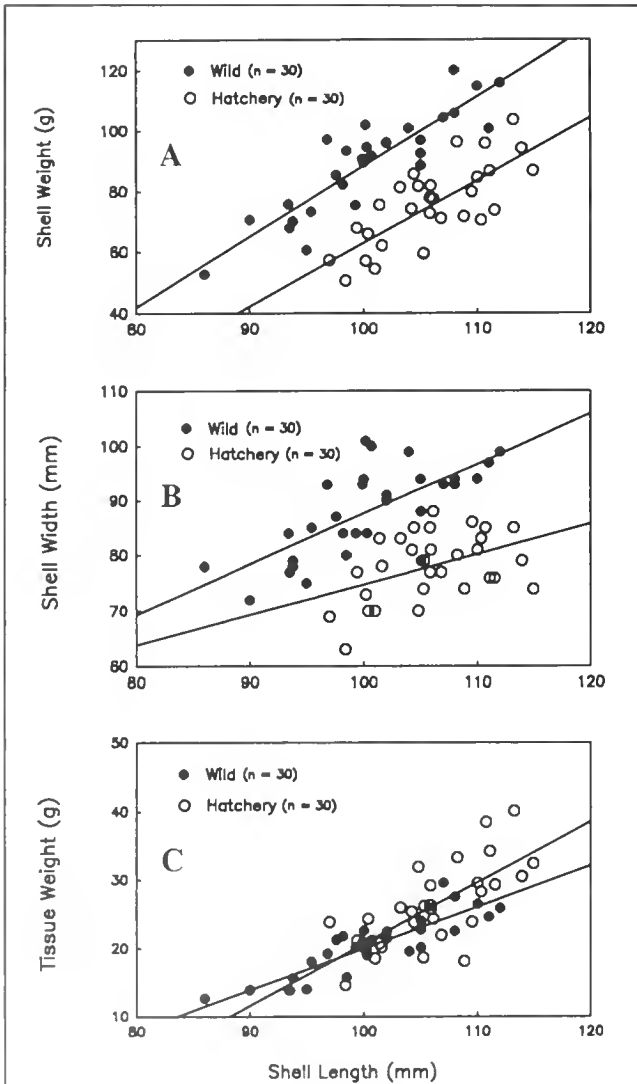 Shell Weight (g)
120
100
80
60
40
Wild (n = 30)
Hatchery (n = 30)
A
80
90
100
110
120
Shell Width (mm)
110
100
90
80
70
60
Wild (n = 30)
Hatchery (n = 30)
B
80
90
100
110
120
Tissue Weight (g)
50
40
30
20
10
Wild (n = 30)
Hatchery (n = 30)
C
80
90
100
110
120
Shell Length (mm)